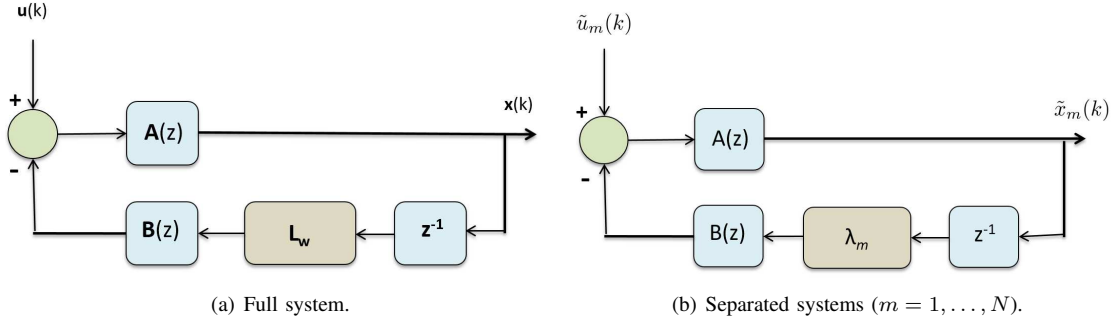 u(k)
+
A(z)
x(k)
-
B(z)
L_w
z⁻¹
(a) Full system.
ũ_m(k)
+
A(z)
x̃_m(k)
-
B(z)
λ_m
z⁻¹
(b) Separated systems (m = 1, . . . , N).